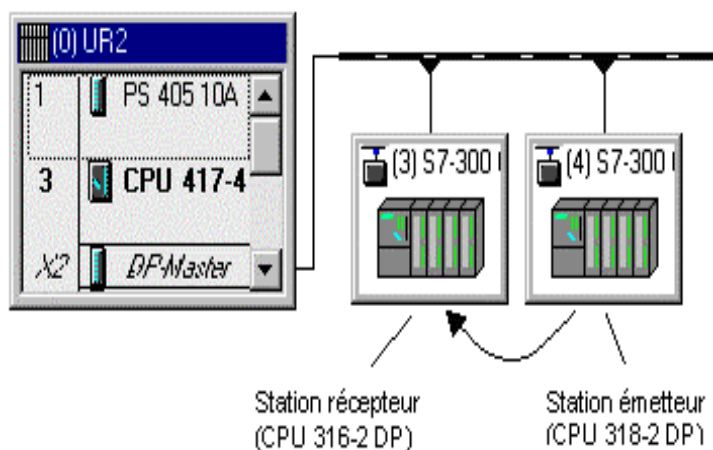 (0) UR2
1 PS 405 10A
3 CPU 417-4
X2 DP-Master
(3) S7-300
(4) S7-300
Station récepteur
(CPU 316-2 DP)
Station émetteur
(CPU 318-2 DP)